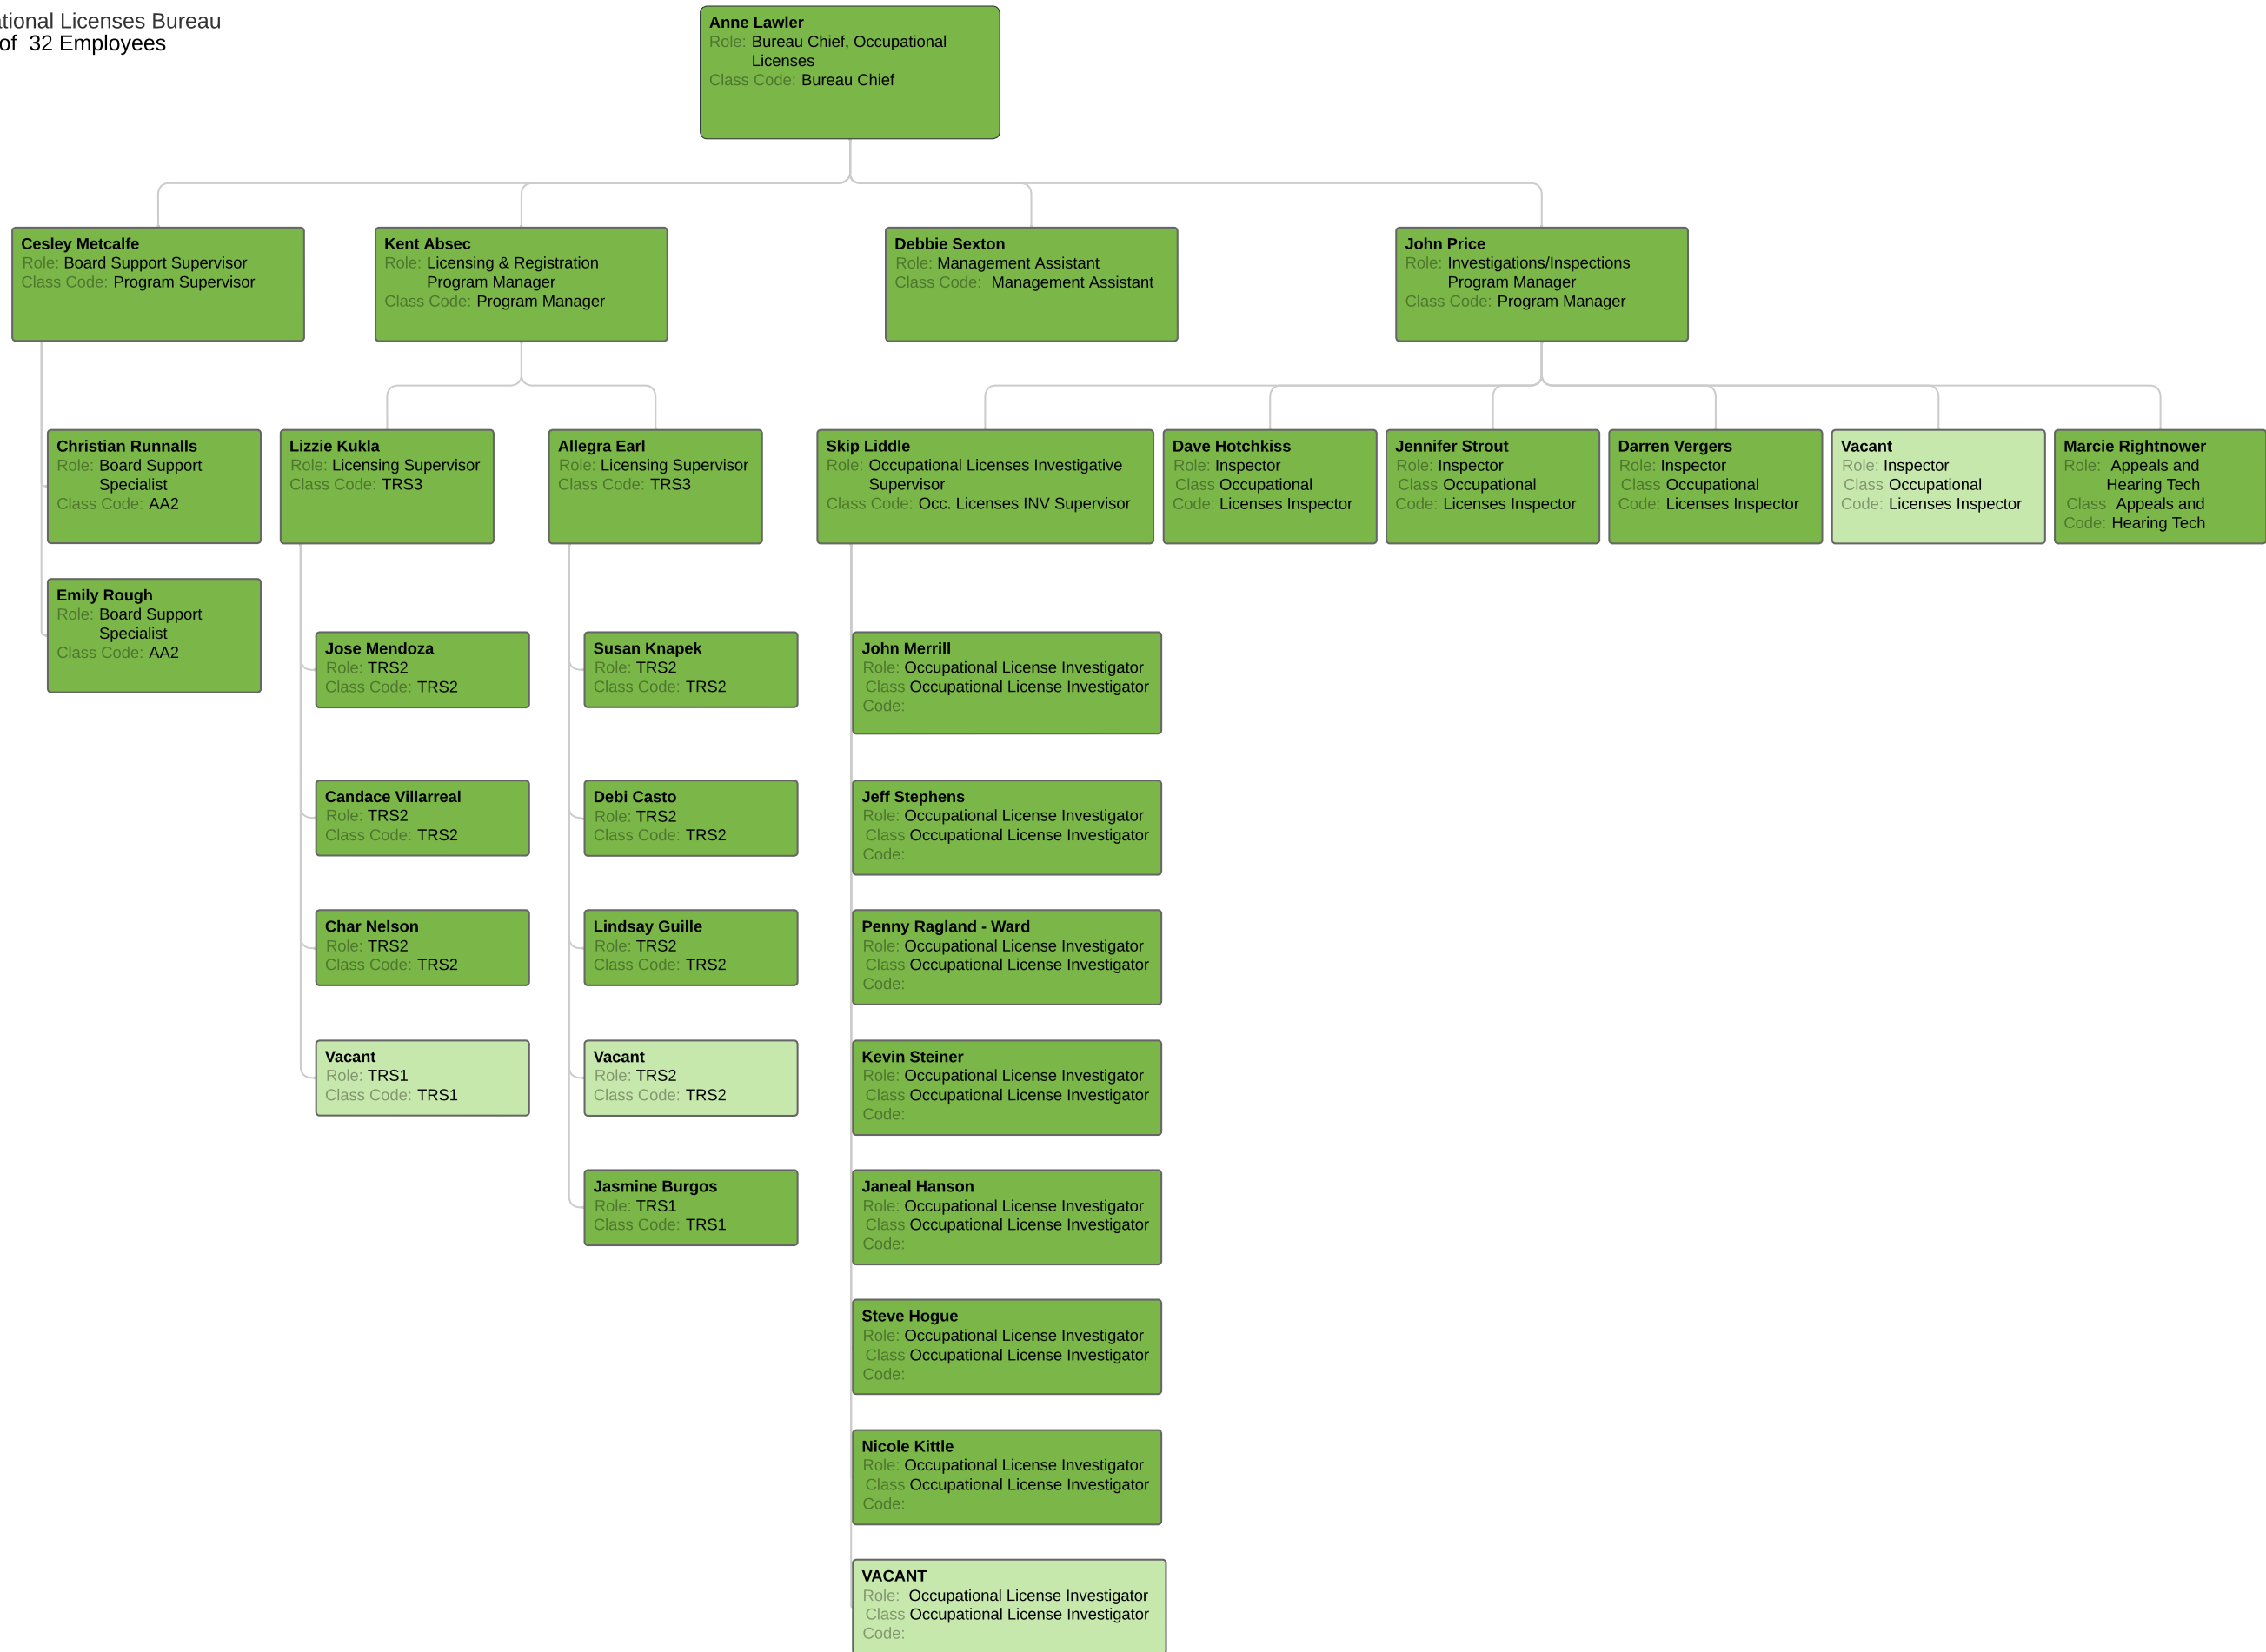 ational Licenses Bureau
of 32 Employees
Anne Lawler
Role: Bureau Chief, Occupational
Licenses
Class Code: Bureau Chief
Cesley Metcalfe
Role: Board Support Supervisor
Class Code: Program Supervisor
Kent Absec
Role: Licensing & Registration
Program Manager
Class Code: Program Manager
Debbie Sexton
Role: Management Assistant
Class Code: Management Assistant
John Price
Role: Investigations/Inspections
Program Manager
Class Code: Program Manager
Christian Runnalls
Role: Board Support
Specialist
Class Code: AA2
Lizzie Kukla
Role: Licensing Supervisor
Class Code: TRS3
Allegra Earl
Role: Licensing Supervisor
Class Code: TRS3
Skip Liddle
Role: Occupational Licenses Investigative
Supervisor
Class Code: Occ. Licenses INV Supervisor
Dave Hotchkiss
Role: Inspector
Class Occupational
Code: Licenses Inspector
Jennifer Strout
Role: Inspector
Class Occupational
Code: Licenses Inspector
Darren Vergers
Role: Inspector
Class Occupational
Code: Licenses Inspector
Vacant
Role: Inspector
Class Occupational
Code: Licenses Inspector
Marcie Rightnower
Role: Appeals and
Hearing Tech
Class Appeals and
Code: Hearing Tech
Emily Rough
Role: Board Support
Specialist
Class Code: AA2
Jose Mendoza
Role: TRS2
Class Code: TRS2
Candace Villarreal
Role: TRS2
Class Code: TRS2
Char Nelson
Role: TRS2
Class Code: TRS2
Vacant
Role: TRS1
Class Code: TRS1
Susan Knapek
Role: TRS2
Class Code: TRS2
Debi Casto
Role: TRS2
Class Code: TRS2
Lindsay Guille
Role: TRS2
Class Code: TRS2
Vacant
Role: TRS2
Class Code: TRS2
Jasmine Burgos
Role: TRS1
Class Code: TRS1
John Merrill
Role: Occupational License Investigator
Class Occupational License Investigator
Code:
Jeff Stephens
Role: Occupational License Investigator
Class Occupational License Investigator
Code:
Penny Ragland - Ward
Role: Occupational License Investigator
Class Occupational License Investigator
Code:
Kevin Steiner
Role: Occupational License Investigator
Class Occupational License Investigator
Code:
Janeal Hanson
Role: Occupational License Investigator
Class Occupational License Investigator
Code:
Steve Hogue
Role: Occupational License Investigator
Class Occupational License Investigator
Code:
Nicole Kittle
Role: Occupational License Investigator
Class Occupational License Investigator
Code:
VACANT
Role: Occupational License Investigator
Class Occupational License Investigator
Code: